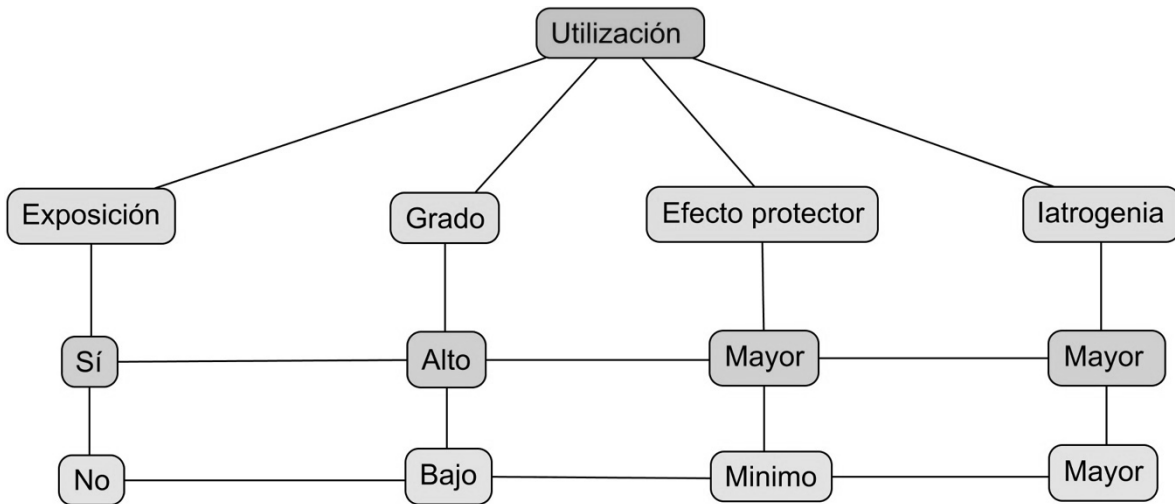 Utilización
Exposición
Grado
Efecto protector
Iatrogenia
Sí
Alto
Mayor
Mayor
No
Bajo
Minimo
Mayor